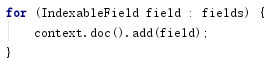 for (IndexableField field : fields) {
    context.doc().add(field);
}